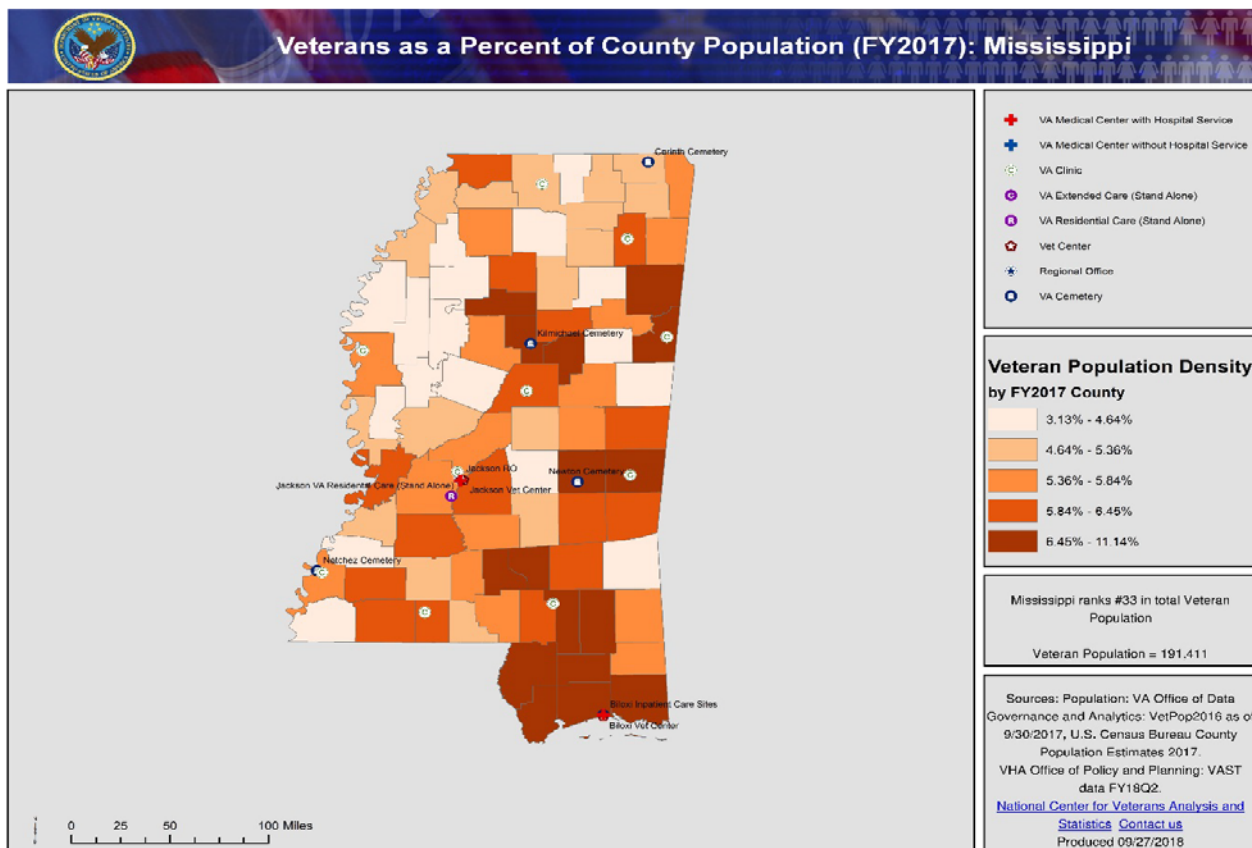 Veterans as a Percent of County Population (FY2017): Mississippi
Corinth Cemetery
Kilmichael Cemetery
Jackson RO
Newton Cemetery
Jackson VA Residential Care (Stand Alone)
Jackson Vet Center
R
Natchez Cemetery
Biloxi Inpatient Care Sites
Biloxi Vet Center
0 25 50 100 Miles
VA Medical Center with Hospital Service
VA Medical Center without Hospital Service
C VA Clinic
VA Extended Care (Stand Alone)
R VA Residential Care (Stand Alone)
Vet Center
Regional Office
VA Cemetery
Veteran Population Density
by FY2017 County
3.13% - 4.64%
4.64% - 5.36%
5.36% - 5.84%
5.84% - 6.45%
6.45% - 11.14%
Mississippi ranks #33 in total Veteran
Population
Veteran Population = 191,411
Sources: Population: VA Office of Data
Governance and Analytics: VetPop2016 as of
9/30/2017, U.S. Census Bureau County
Population Estimates 2017.
VHA Office of Policy and Planning: VAST
data FY18Q2.
National Center for Veterans Analysis and
Statistics Contact us
Produced 09/27/2018